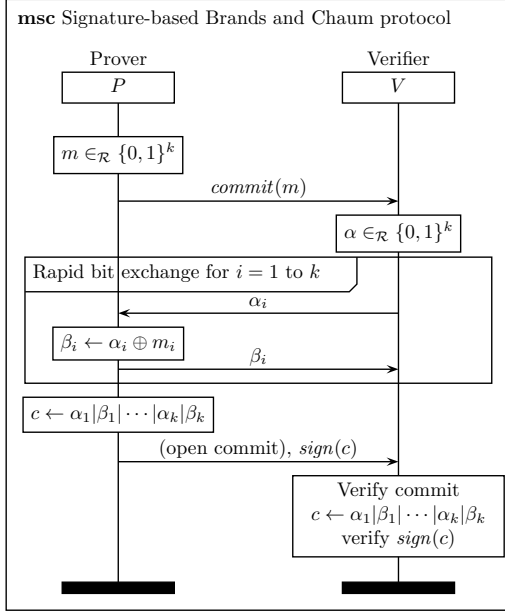 msc Signature-based Brands and Chaum protocol
Prover Verifier
P V
m ∈_R {0, 1}^k
commit(m)
α ∈_R {0, 1}^k
Rapid bit exchange for i = 1 to k
α_i
β_i ← α_i ⊕ m_i
β_i
c ← α_1|β_1| · · · |α_k|β_k
(open commit), sign(c)
Verify commit
c ← α_1|β_1| · · · |α_k|β_k
verify sign(c)